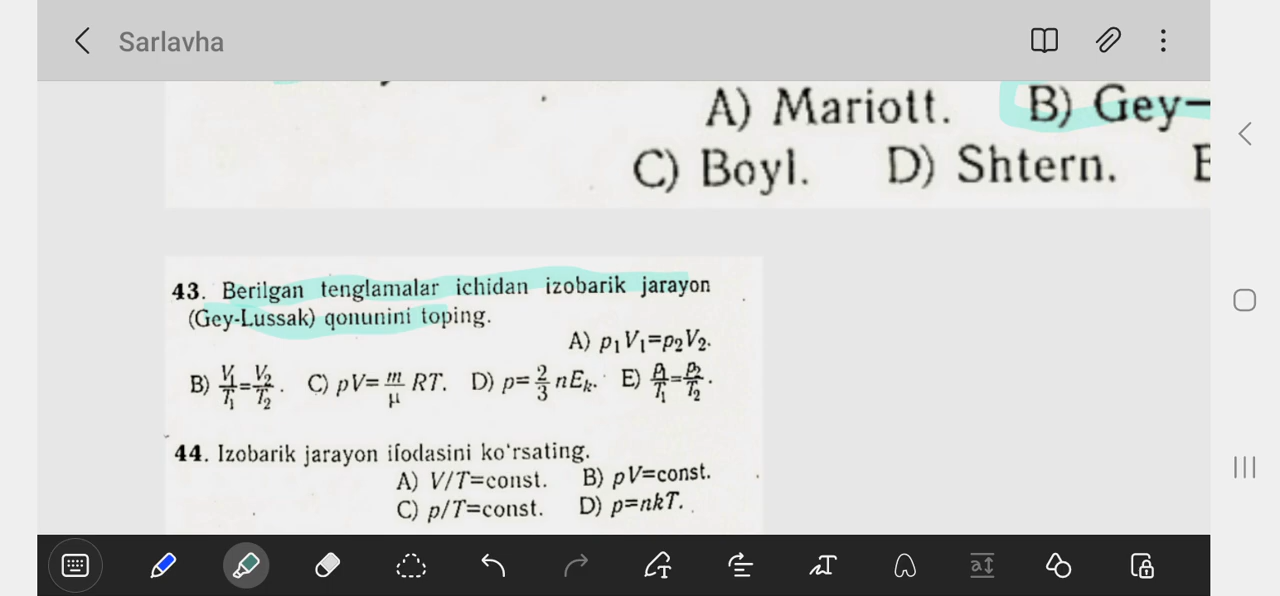 Sarlavha
A) Mariott. B) Gey-
C) Boyl. D) Shtern.
43. Berilgan tenglamalar ichidan izobarik jarayon
(Gey-Lussak) qonunini toping.
A) p₁V₁=p₂V₂.
B) V₁/T₁=V₂/T₂. C) pV=m/μ RT. D) p=2/3 nEₖ. E) p₁/T₁=p₂/T₂.
44. Izobarik jarayon ifodasini ko'rsating.
A) V/T=const. B) pV=const.
C) p/T=const. D) p=nkT.